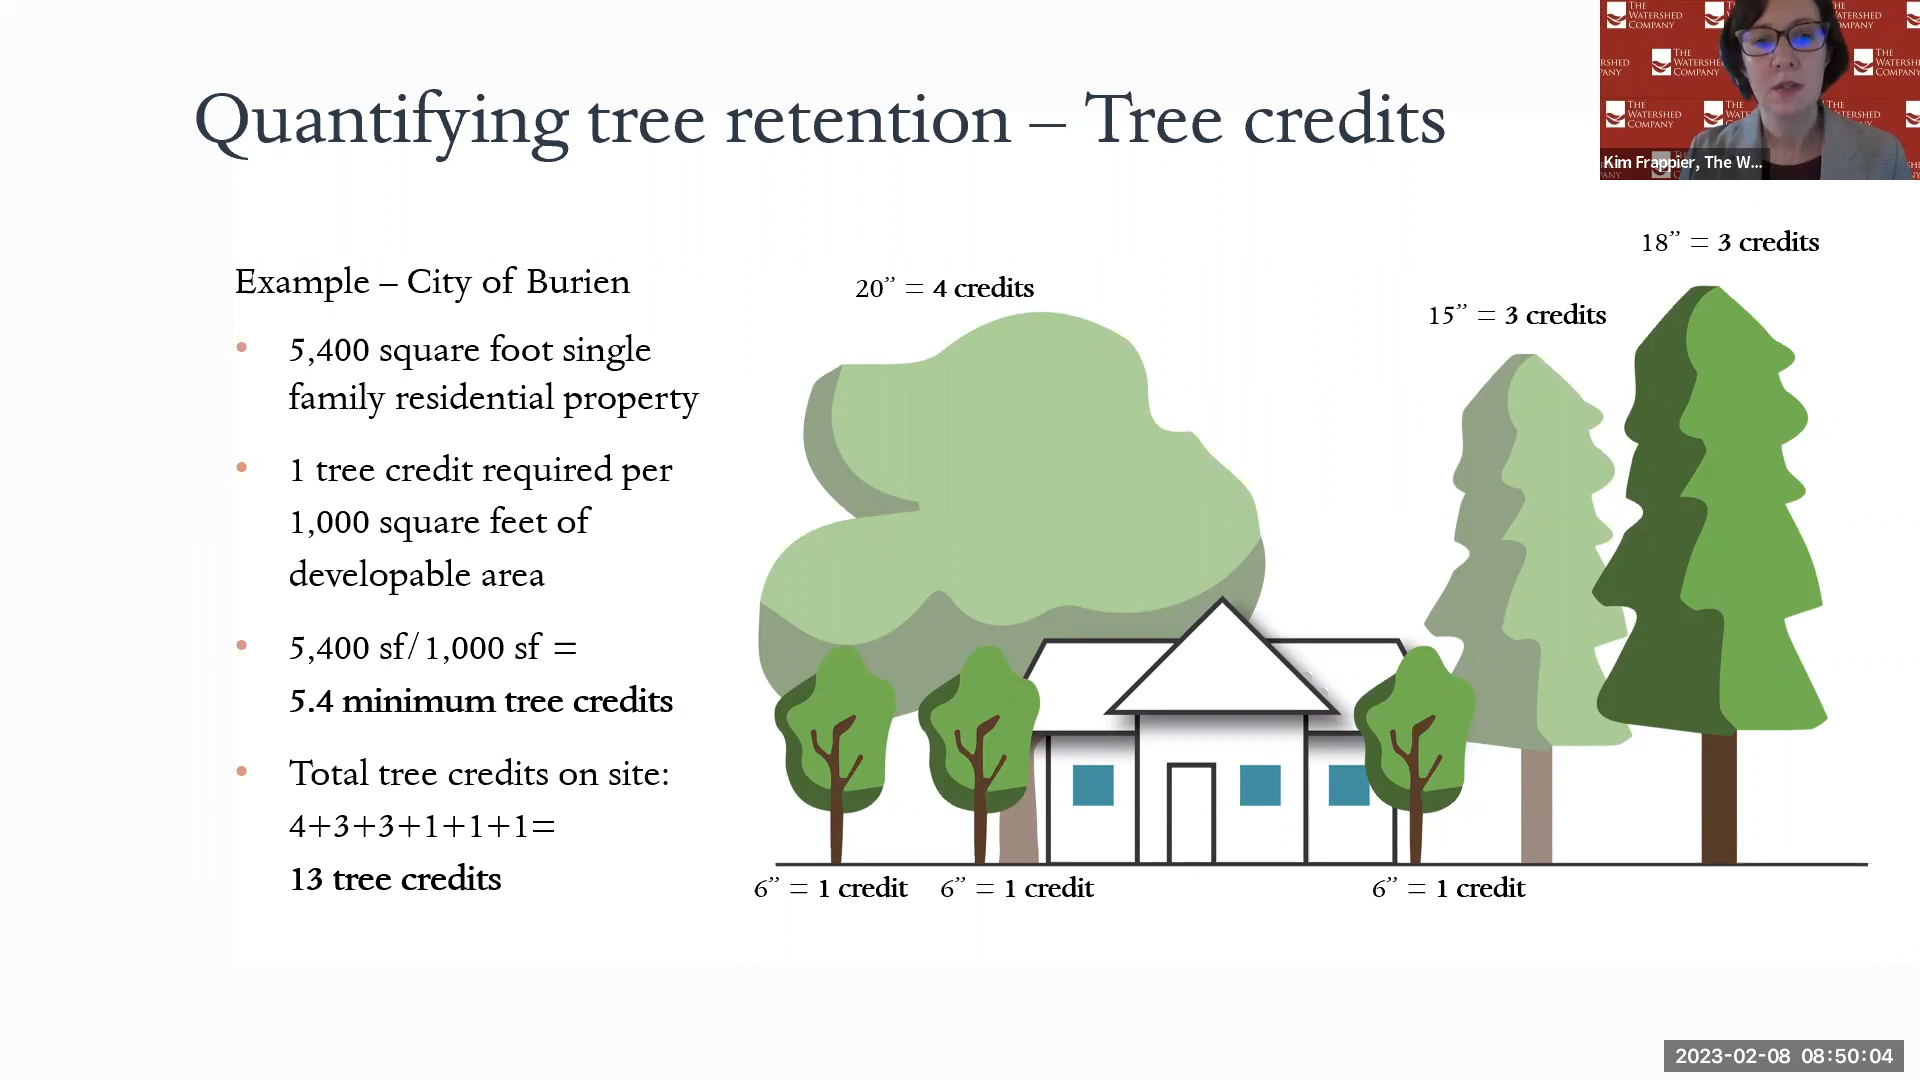 Quantifying tree retention – Tree credits
THE WATERSHED COMPANY
Kim Frappier, The W...
18” = 3 credits
20” = 4 credits
15” = 3 credits
Example – City of Burien
• 5,400 square foot single
family residential property
• 1 tree credit required per
1,000 square feet of
developable area
• 5,400 sf/1,000 sf =
5.4 minimum tree credits
• Total tree credits on site:
4+3+3+1+1+1=
13 tree credits
6” = 1 credit
6” = 1 credit
6” = 1 credit
2023-02-08 08:50:04